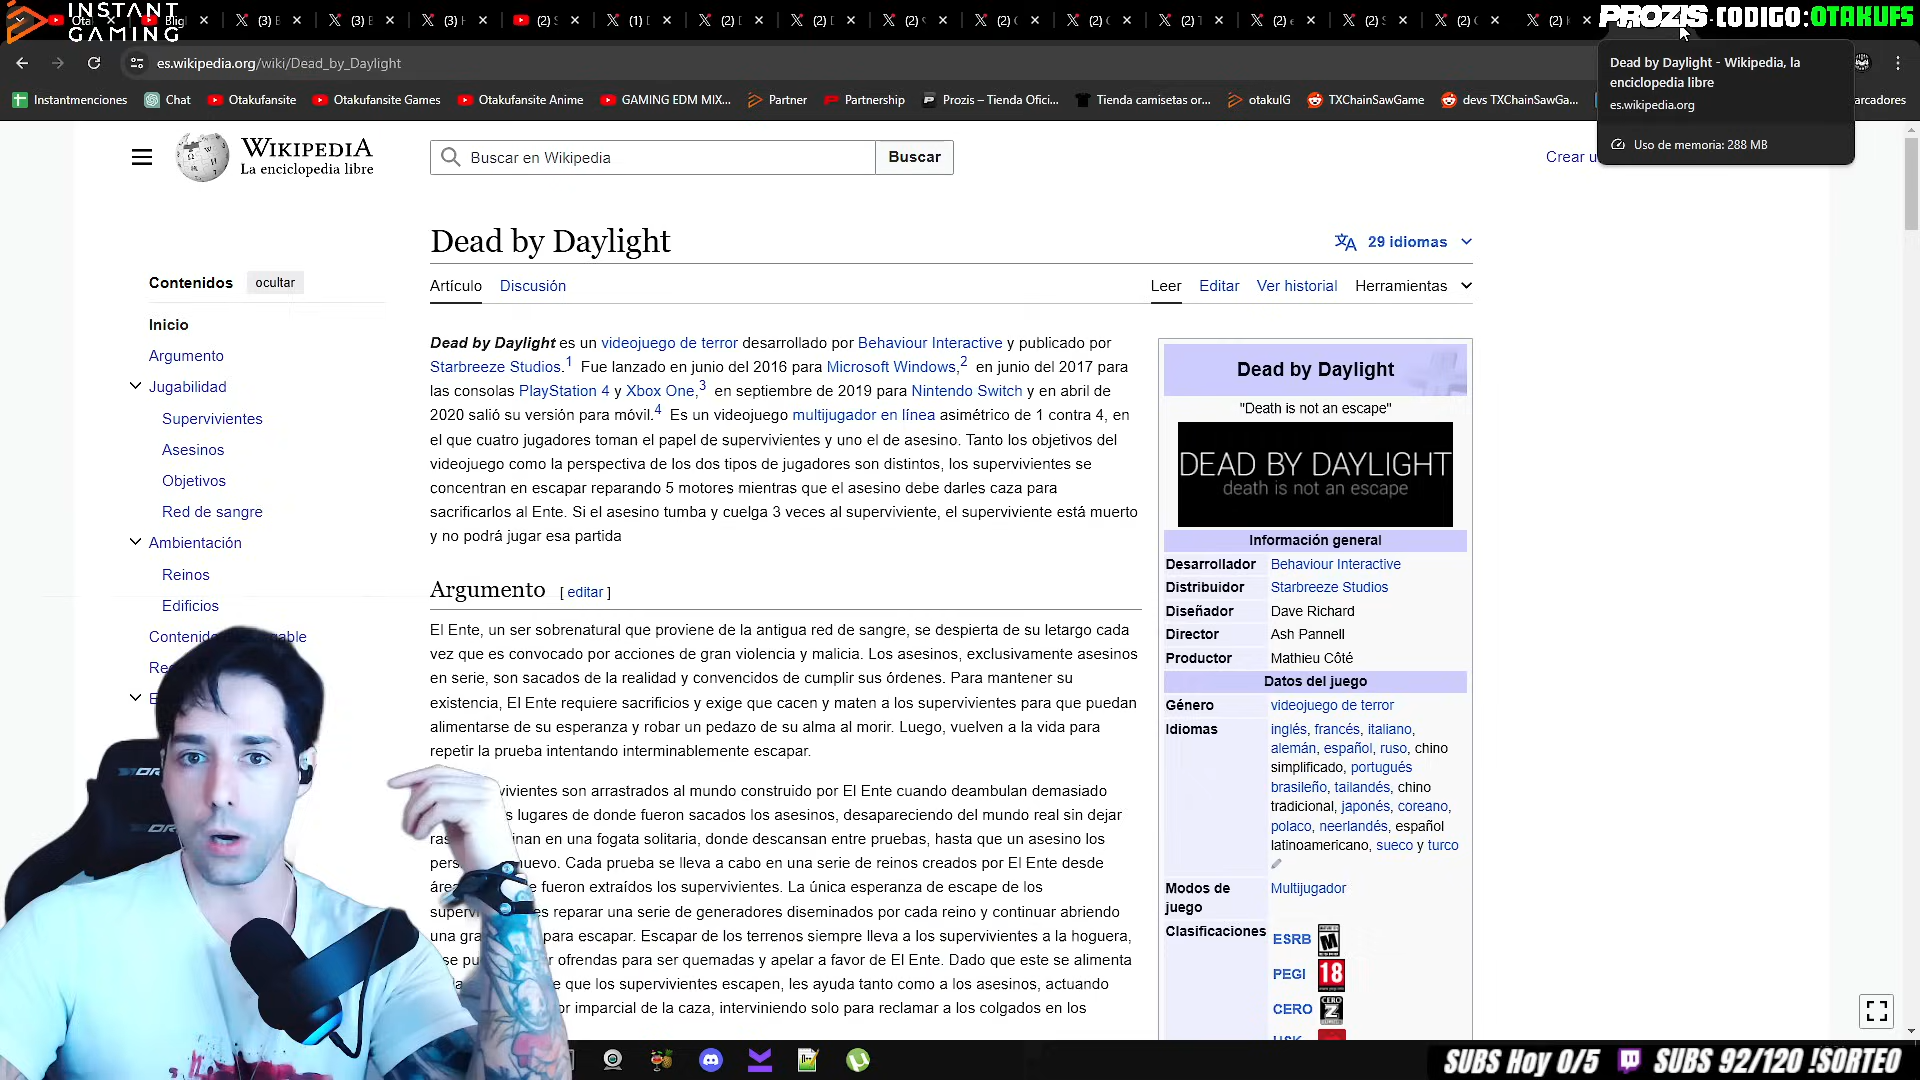 INSTANT
GAMING
PROZIS CODIGO:OTAKUFS
es.wikipedia.org/wiki/Dead_by_Daylight
Dead by Daylight - Wikipedia, la
enciclopedia libre
es.wikipedia.org
Uso de memoria: 288 MB
Instantmenciones
Chat
Otakufansite
Otakufansite Games
Otakufansite Anime
GAMING EDM MIX...
Partner
Partnership
Prozis – Tienda Ofici...
Tienda camisetas or...
otakuIG
TXChainSawGame
devs TXChainSawGa...
WIKIPEDIA
La enciclopedia libre
Buscar en Wikipedia
Buscar
Crear
Dead by Daylight
29 idiomas
Contenidos
ocultar
Artículo
Discusión
Leer
Editar
Ver historial
Herramientas
Inicio
Argumento
Jugabilidad
Supervivientes
Asesinos
Objetivos
Red de sangre
Ambientación
Reinos
Edificios
Dead by Daylight es un videojuego de terror desarrollado por Behaviour Interactive y publicado por
Starbreeze Studios.1 Fue lanzado en junio del 2016 para Microsoft Windows,2 en junio del 2017 para
las consolas PlayStation 4 y Xbox One,3 en septiembre de 2019 para Nintendo Switch y en abril de
2020 salió su versión para móvil.4 Es un videojuego multijugador en línea asimétrico de 1 contra 4, en
el que cuatro jugadores toman el papel de supervivientes y uno el de asesino. Tanto los objetivos del
videojuego como la perspectiva de los dos tipos de jugadores son distintos, los supervivientes se
concentran en escapar reparando 5 motores mientras que el asesino debe darles caza para
sacrificarlos al Ente. Si el asesino tumba y cuelga 3 veces al superviviente, el superviviente está muerto
y no podrá jugar esa partida
Argumento [ editar ]
El Ente, un ser sobrenatural que proviene de la antigua red de sangre, se despierta de su letargo cada
vez que es convocado por acciones de gran violencia y malicia. Los asesinos, exclusivamente asesinos
en serie, son sacados de la realidad y convencidos de cumplir sus órdenes. Para mantener su
existencia, El Ente requiere sacrificios y exige que cacen y maten a los supervivientes para que puedan
alimentarse de su esperanza y robar un pedazo de su alma al morir. Luego, vuelven a la vida para
repetir la prueba intentando interminablemente escapar.
vivientes son arrastrados al mundo construido por El Ente cuando deambulan demasiado
lugares de donde fueron sacados los asesinos, desapareciendo del mundo real sin dejar
inan en una fogata solitaria, donde descansan entre pruebas, hasta que un asesino los
nuevo. Cada prueba se lleva a cabo en una serie de reinos creados por El Ente desde
fueron extraídos los supervivientes. La única esperanza de escape de los
es reparar una serie de generadores diseminados por cada reino y continuar abriendo
una para escapar. Escapar de los terrenos siempre lleva a los supervivientes a la hoguera,
ofrendas para ser quemadas y apelar a favor de El Ente. Dado que este se alimenta
que los supervivientes escapen, les ayuda tanto como a los asesinos, actuando
imparcial de la caza, interviniendo solo para reclamar a los colgados en los
Dead by Daylight
"Death is not an escape"
DEAD BY DAYLIGHT
death is not an escape
Información general
Desarrollador Behaviour Interactive
Distribuidor Starbreeze Studios
Diseñador Dave Richard
Director Ash Pannell
Productor Mathieu Côté
Datos del juego
Género videojuego de terror
Idiomas inglés, francés, italiano,
alemán, español, ruso, chino
simplificado, portugués
brasileño, tailandés, chino
tradicional, japonés, coreano,
polaco, neerlandés, español
latinoamericano, sueco y turco
Modos de Multijugador
juego
Clasificaciones
ESRB M
PEGI 18
CERO Z
SUBS Hoy 0/5
SUBS 92/120 !SORTEO